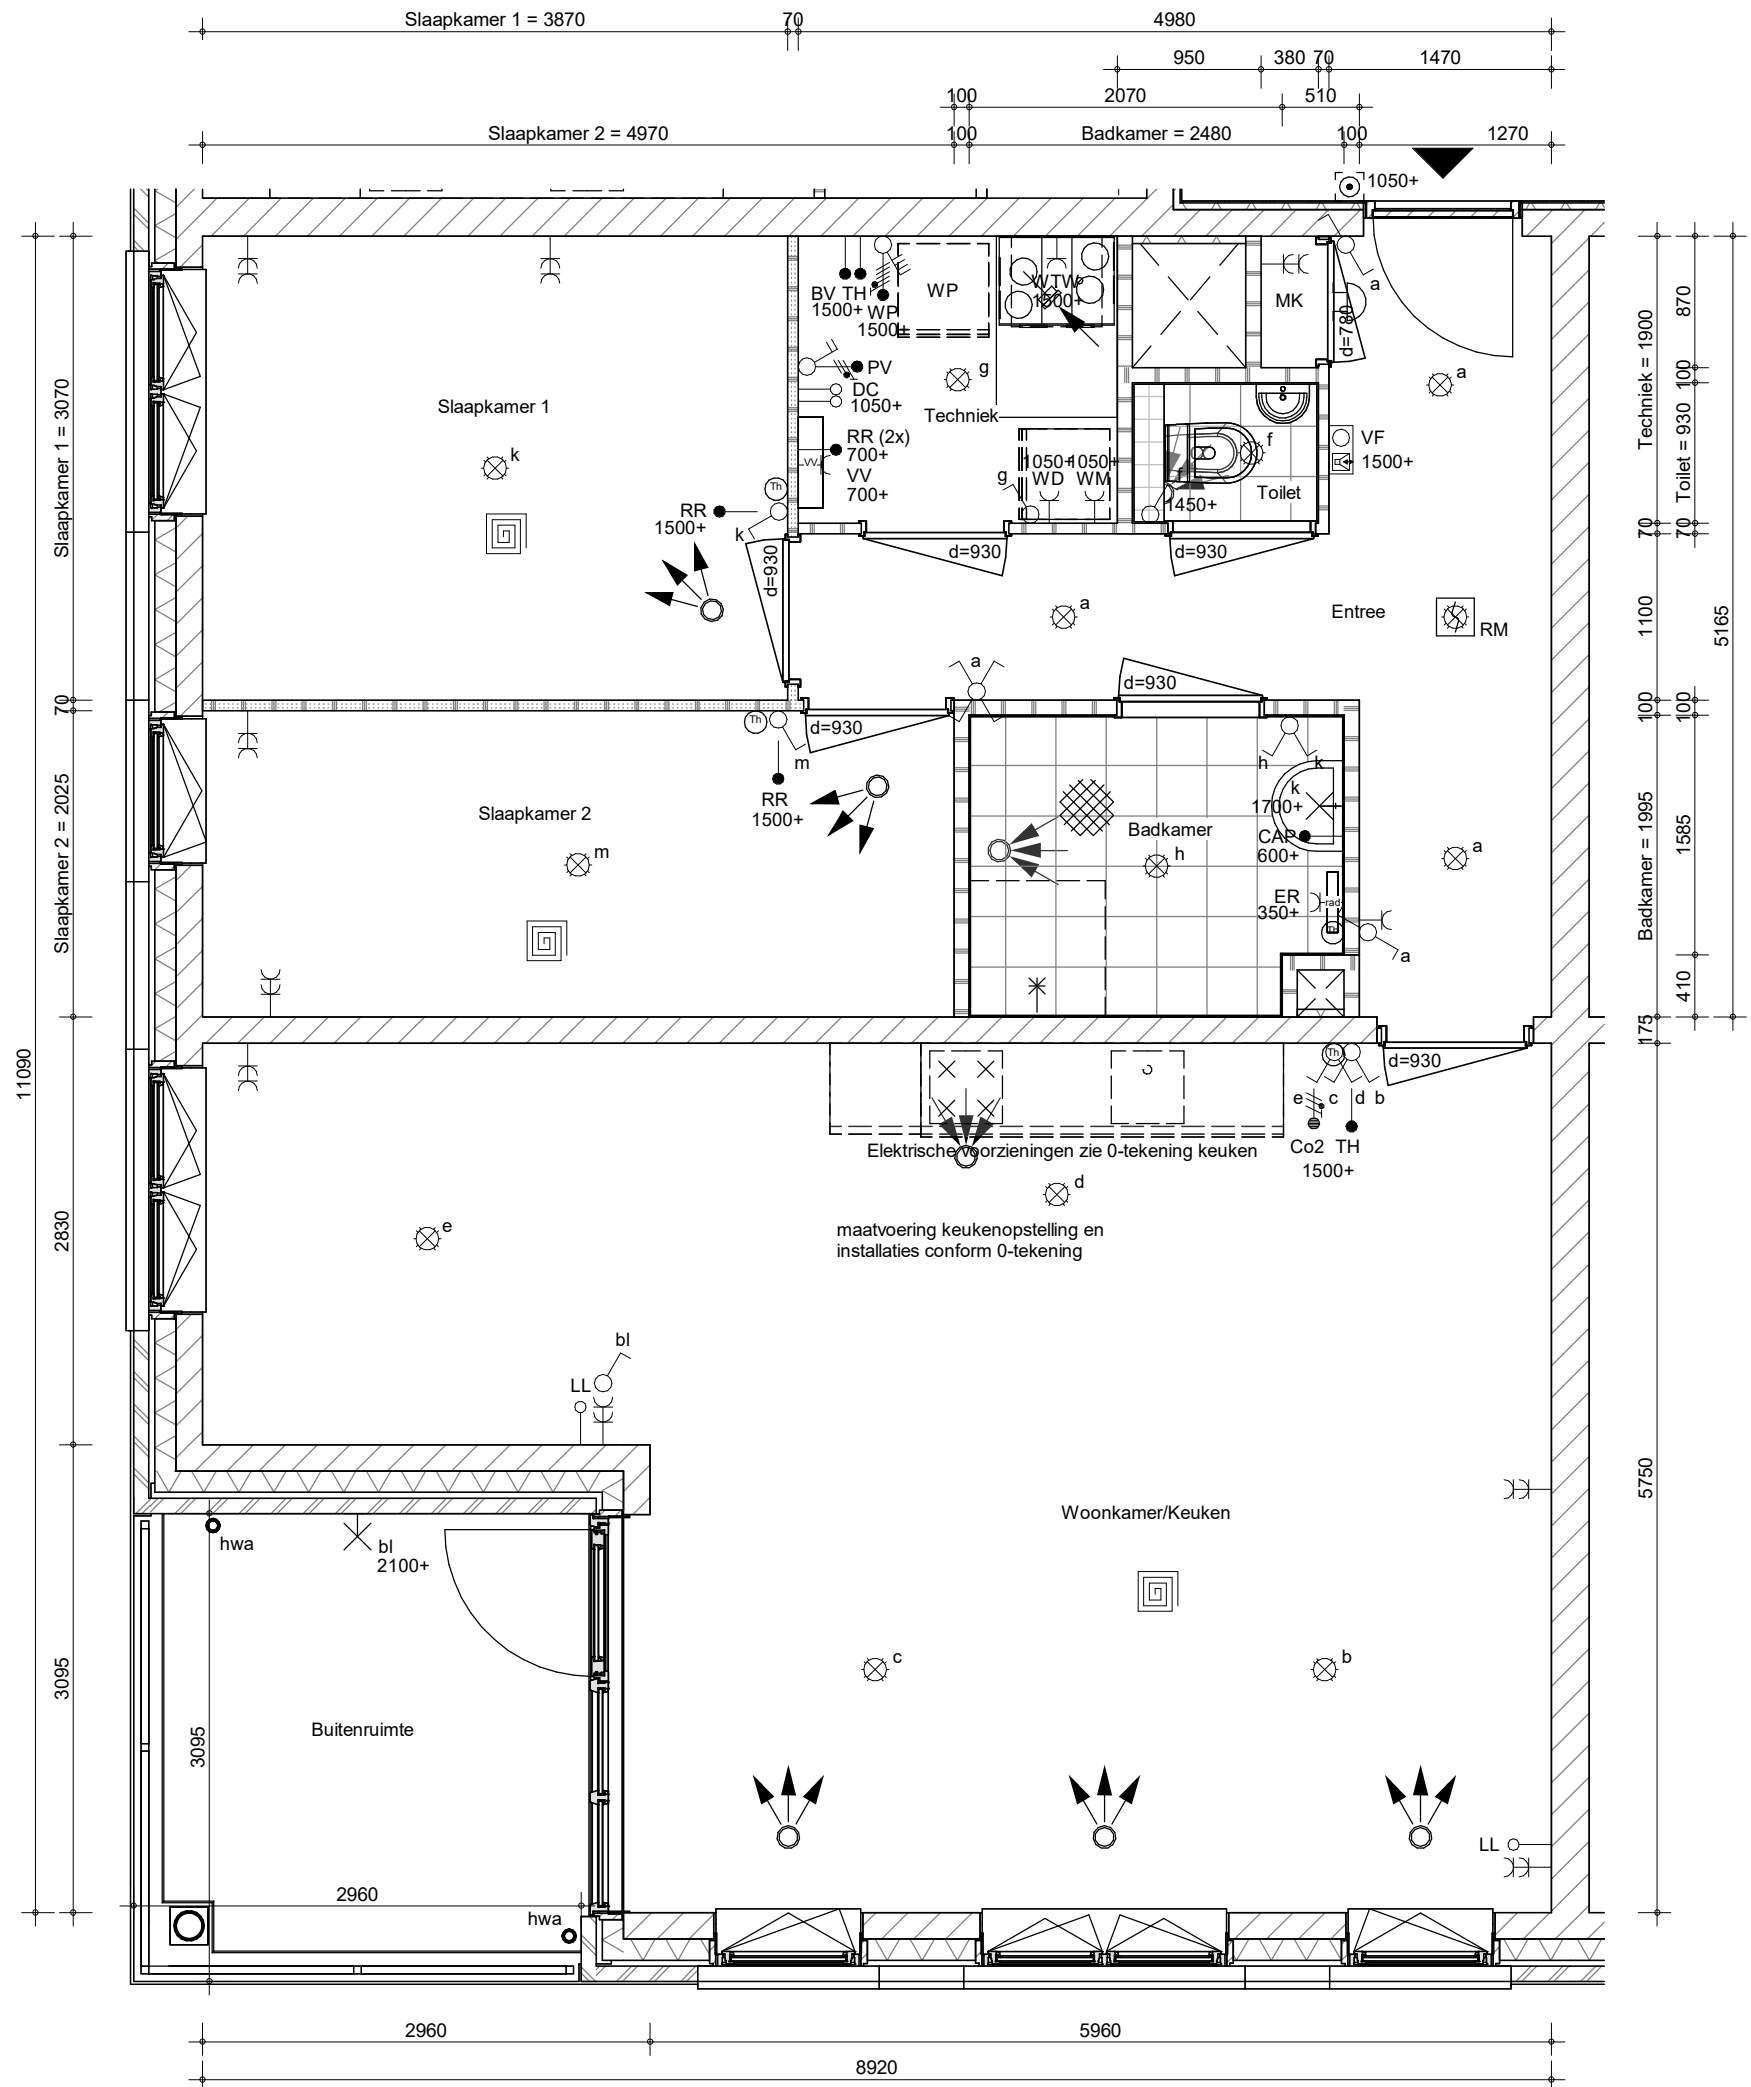 Slaapkamer 1 = 3870
70
4980
950
380
70
1470
100
2070
510
Slaapkamer 2 = 4970
100
Badkamer = 2480
100
1270
1050+
11090
Slaapkamer 1 = 3070
70
Slaapkamer 2 = 2025
2830
3095
Techniek = 1900
70
1100
100
Badkamer = 1995
175
5750
870
100
Toilet = 930
70
100
1585
410
5165
Slaapkamer 1
k
RR
1500+
k
Th
d=930
BV TH
1500+
WP
1500+
WP
WTW
1500+
MK
d=780
a
a
PV
DC
1050+
g
Techniek
RR (2x)
700+
VV
700+
g
1050+
WD
1050+
WM
f
f
Toilet
1450+
VF
1500+
d=930
d=930
a
Entree
RM
a
d=930
Th
d=930
m
RR
1500+
Slaapkamer 2
m
h
k
k
1700+
CAP
600+
Badkamer
h
ER
350+
rad
Th
a
a
Th
d=930
e
c
d
b
Co2
TH
1500+
Elektrische voorzieningen zie 0-tekening keuken
d
maatvoering keukenopstelling en
installaties conform 0-tekening
e
bl
LL
hwa
bl
2100+
Woonkamer/Keuken
c
b
Buitenruimte
3095
LL
2960
hwa
2960
5960
8920